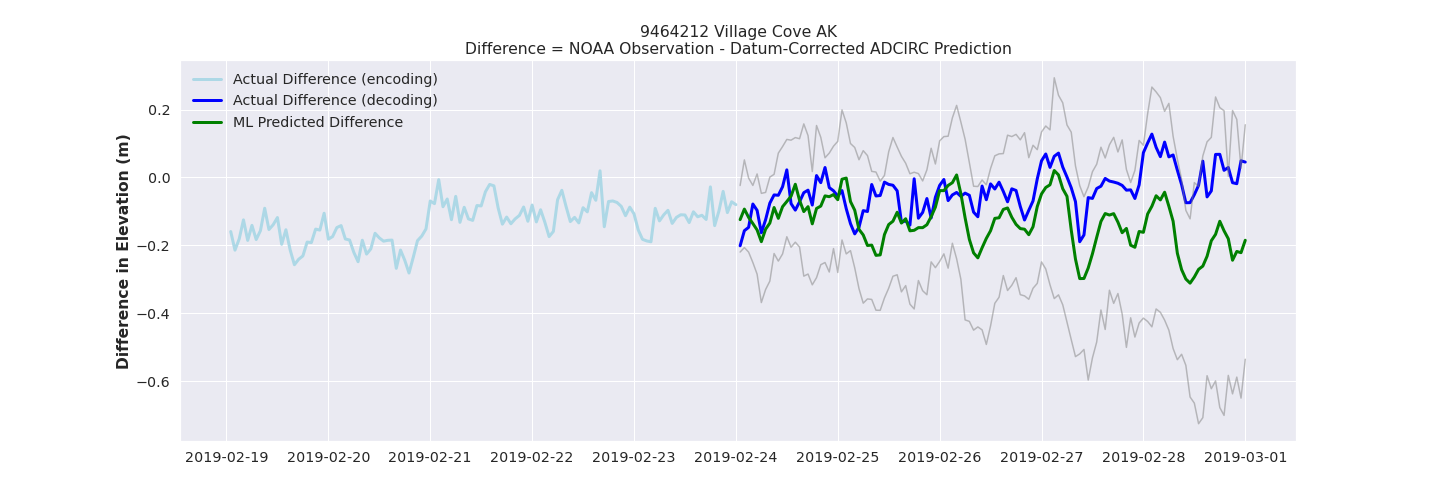 9464212 Village Cove AK
Difference = NOAA Observation - Datum-Corrected ADCIRC Prediction
Actual Difference (encoding)
Actual Difference (decoding)
ML Predicted Difference
Difference in Elevation (m)
0.2
0.0
−0.2
−0.4
−0.6
2019-02-19 2019-02-20 2019-02-21 2019-02-22 2019-02-23 2019-02-24 2019-02-25 2019-02-26 2019-02-27 2019-02-28 2019-03-01